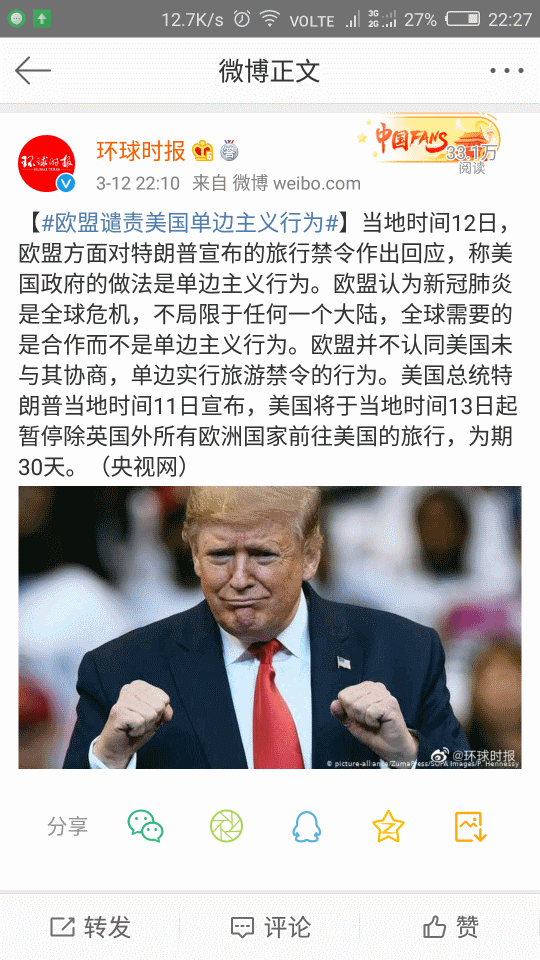 12.7K/s VOLTE 3G 2G 27% 22:27
微博正文
环球时报
环球时报
GLOBAL TIMES
中国FANS
33.1万
阅读
3-12 22:10 来自 微博 weibo.com
【#欧盟谴责美国单边主义行为#】当地时间12日，
欧盟方面对特朗普宣布的旅行禁令作出回应，称美
国政府的做法是单边主义行为。欧盟认为新冠肺炎
是全球危机，不局限于任何一个大陆，全球需要的
是合作而不是单边主义行为。欧盟并不认同美国未
与其协商，单边实行旅游禁令的行为。美国总统特
朗普当地时间11日宣布，美国将于当地时间13日起
暂停除英国外所有欧洲国家前往美国的旅行，为期
30天。（央视网）
@环球时报
© picture-alliance/ZumaPress/SOPA Images/P. Hennessy
分享
转发 评论 赞